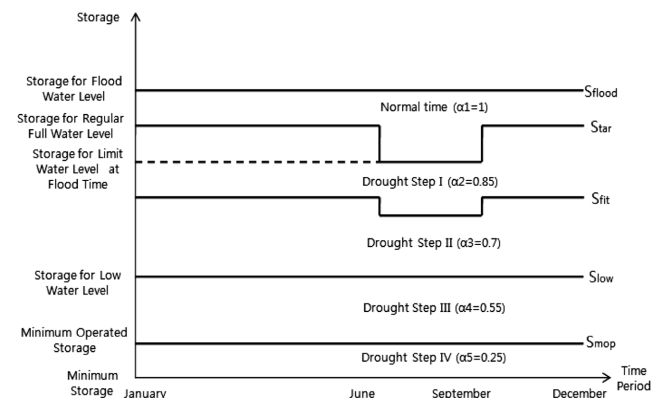 Storage
Storage for Flood
Water Level
Sflood
Normal time (α1=1)
Storage for Regular
Full Water Level
Star
Storage for Limit
Water Level at
Flood Time
Drought Step I (α2=0.85)
Sfit
Drought Step II (α3=0.7)
Storage for Low
Water Level
Slow
Drought Step III (α4=0.55)
Minimum Operated
Storage
Smop
Drought Step IV (α5=0.25)
Minimum
Storage
January
June
September
December
Time
Period